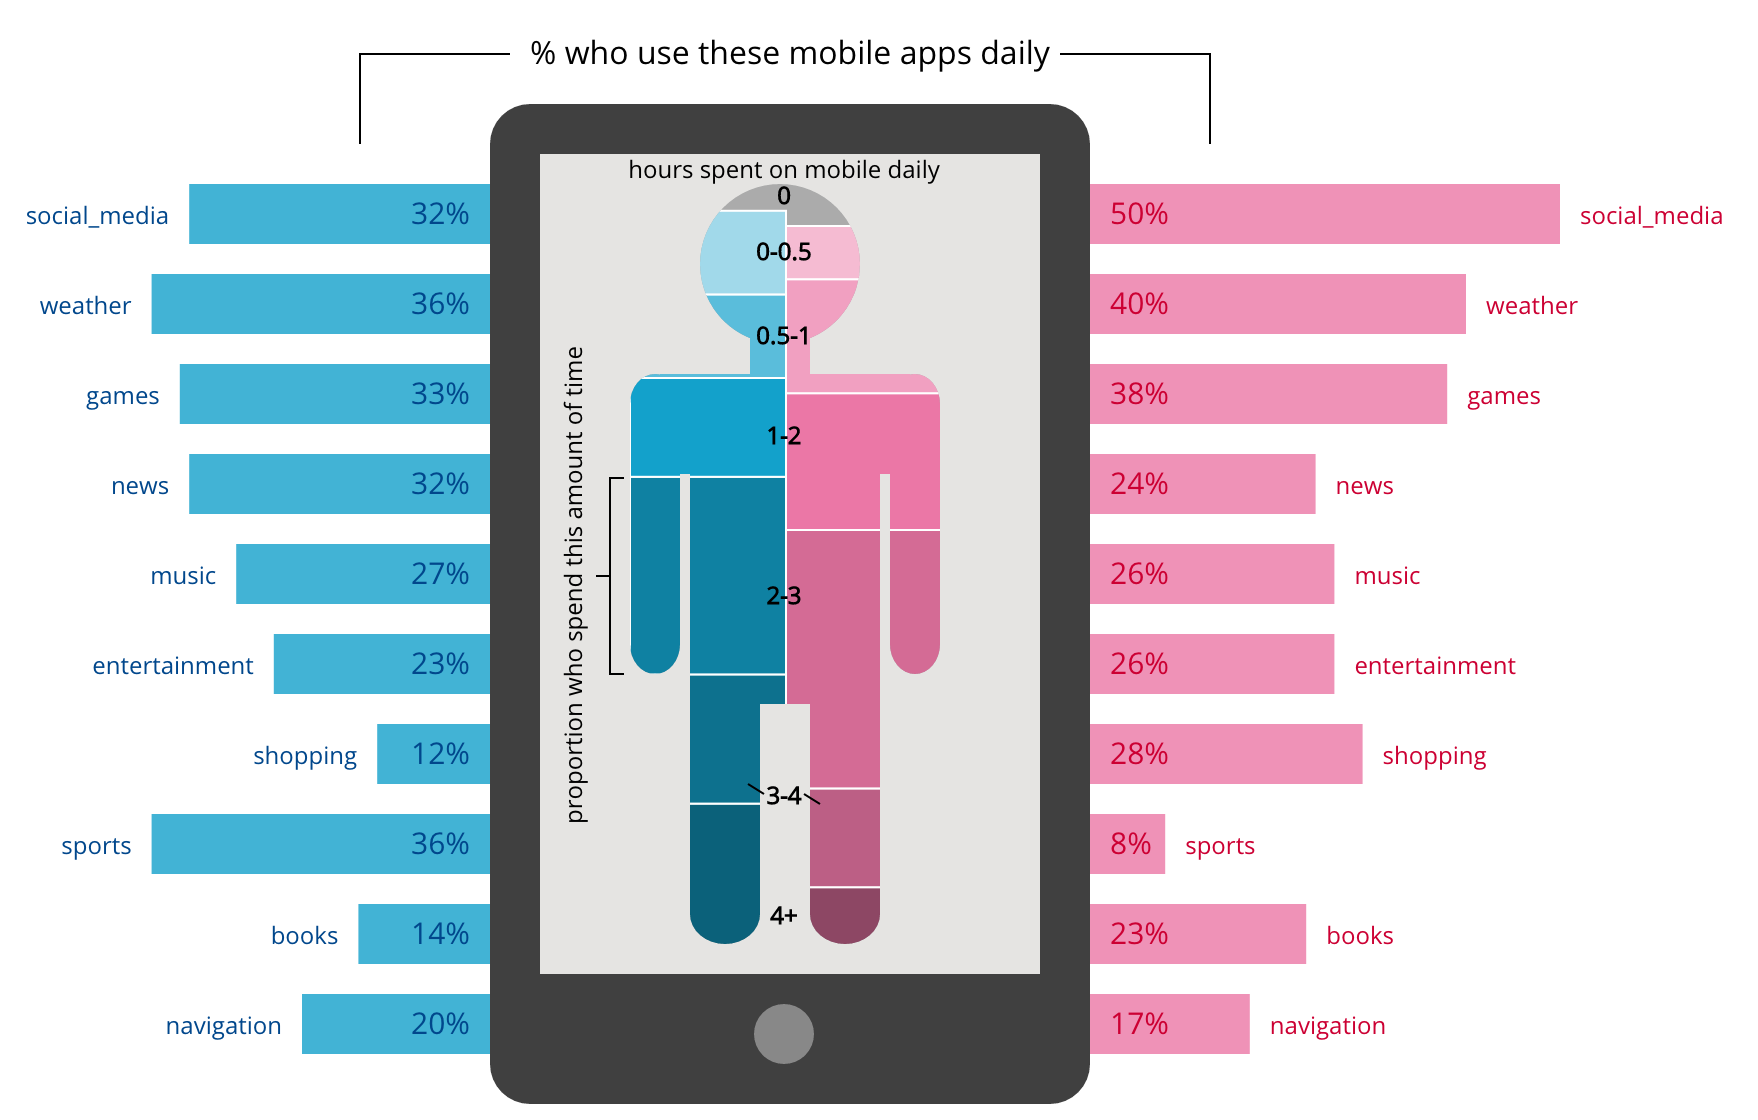 % who use these mobile apps daily
hours spent on mobile daily
0
0-0.5
0.5-1
1-2
2-3
3-4
4+
proportion who spend this amount of time
social_media 32%
weather 36%
games 33%
news 32%
music 27%
entertainment 23%
shopping 12%
sports 36%
books 14%
navigation 20%
50% social_media
40% weather
38% games
24% news
26% music
26% entertainment
28% shopping
8% sports
23% books
17% navigation